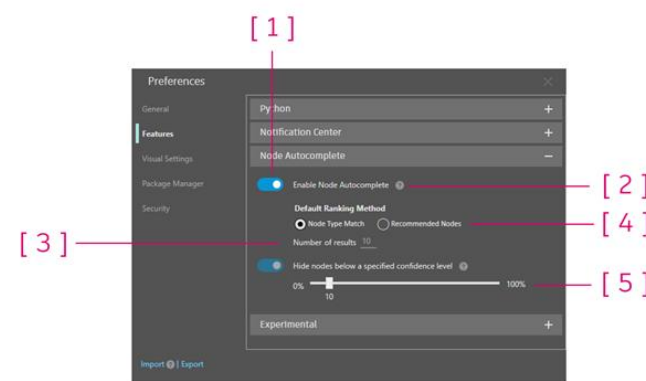 [ 1 ]
Preferences
General
Features
Visual Settings
Package Manager
Security
Python
Notification Center
Node Autocomplete
Enable Node Autocomplete
[ 2 ]
Default Ranking Method
Node Type Match
Recommended Nodes
[ 4 ]
[ 3 ]
Number of results 10
Hide nodes below a specified confidence level
0%
100%
[ 5 ]
10
Experimental
Import | Export